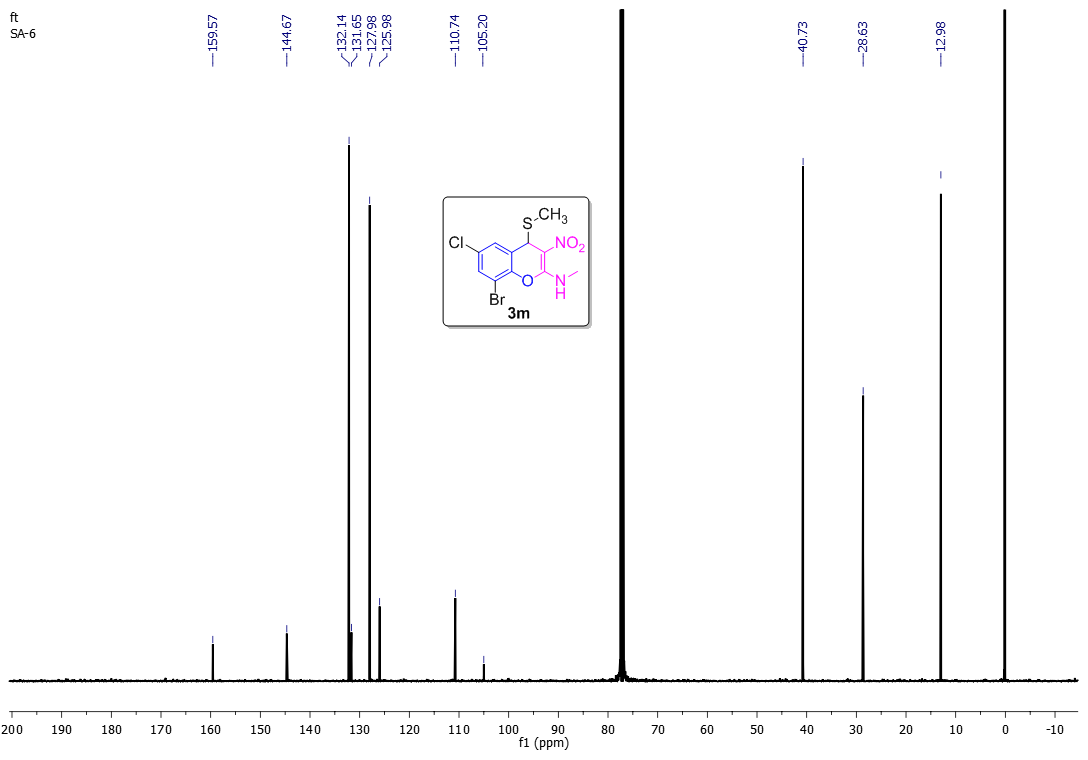 ft
SA-6
159.57
144.67
132.14
131.65
127.98
125.98
110.74
105.20
40.73
28.63
12.98
S
CH3
Cl
NO2
O
N
H
Br
3m
200 190 180 170 160 150 140 130 120 110 100 90 80 70 60 50 40 30 20 10 0 -10
f1 (ppm)